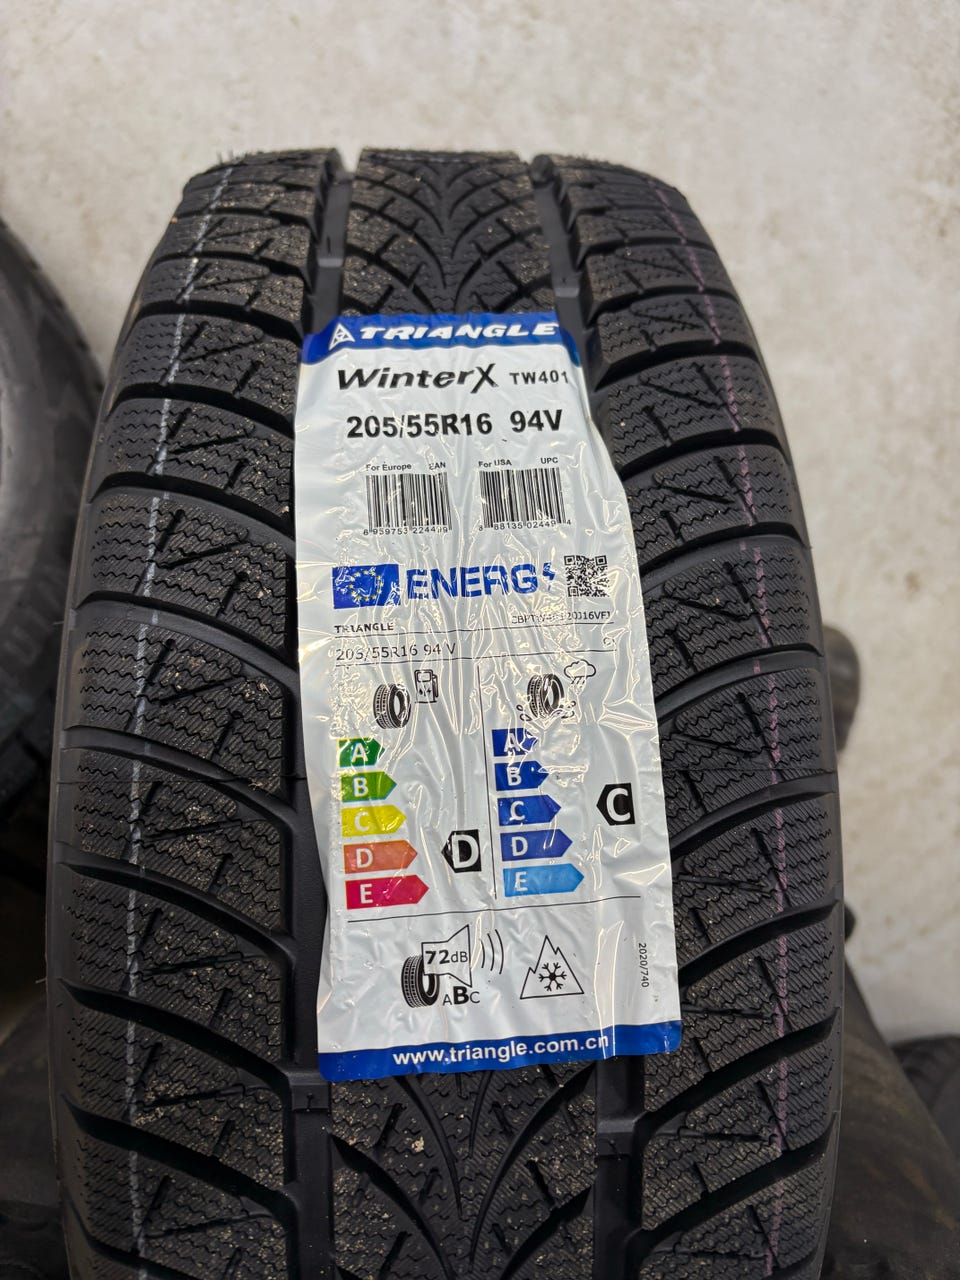 TRIANGLE
WinterX TW401
205/55R16 94V
For Europe EAN For USA UPC
ENERG
TRIANGLE
205/55R16 94 V
A
B
C
D
E
D
A
B
C
D
E
C
72dB
ABC
2020/740
www.triangle.com.cn